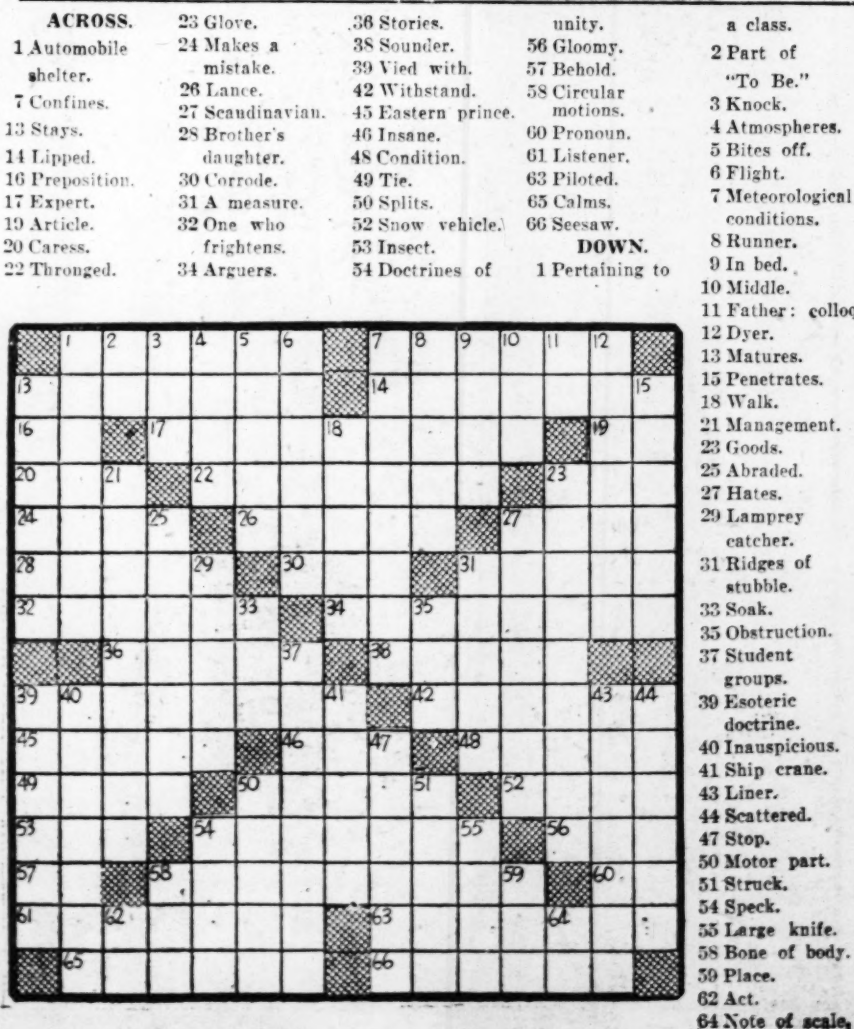 ACROSS.
1 Automobile
shelter.
7 Confines.
13 Stays.
14 Lipped.
16 Preposition.
17 Expert.
19 Article.
20 Caress.
22 Thronged.
23 Glove.
24 Makes a
mistake.
26 Lance.
27 Scaudinavian.
28 Brother's
daughter.
30 Corrode.
31 A measure.
32 One who
frightens.
34 Arguers.
36 Stories.
38 Sounder.
39 Vied with.
42 Withstand.
45 Eastern prince.
46 Insane.
48 Condition.
49 Tie.
50 Splits.
52 Snow vehicle.
53 Insect.
54 Doctrines of
unity.
56 Gloomy.
57 Behold.
58 Circular
motions.
60 Pronoun.
61 Listener.
63 Piloted.
65 Calms.
66 Seesaw.
DOWN.
1 Pertaining to
a class.
2 Part of
"To Be."
3 Knock.
4 Atmospheres.
5 Bites off.
6 Flight.
7 Meteorological
conditions.
8 Runner.
9 In bed.
10 Middle.
11 Father: colloq
12 Dyer.
13 Matures.
15 Penetrates.
18 Walk.
21 Management.
23 Goods.
25 Abraded.
27 Hates.
29 Lamprey
catcher.
31 Ridges of
stubble.
33 Soak.
35 Obstruction.
37 Student
groups.
39 Esoteric
doctrine.
40 Inauspicious.
41 Ship crane.
43 Liner.
44 Scattered.
47 Stop.
50 Motor part.
51 Struck.
54 Speck.
55 Large knife.
58 Bone of body.
59 Place.
62 Act.
64 Note of scale.
1 2 3 4 5 6 7 8 9 10 11 12
13 14 15
16 17 18 19
20 21 22 23
24 25 26 27
28 29 30 31
32 33 34 35
36 37 38
39 40 41 42 43 44
45 46 47 48
49 50 51 52
53 54 55 56
57 58 59 60
61 62 63 64
65 66